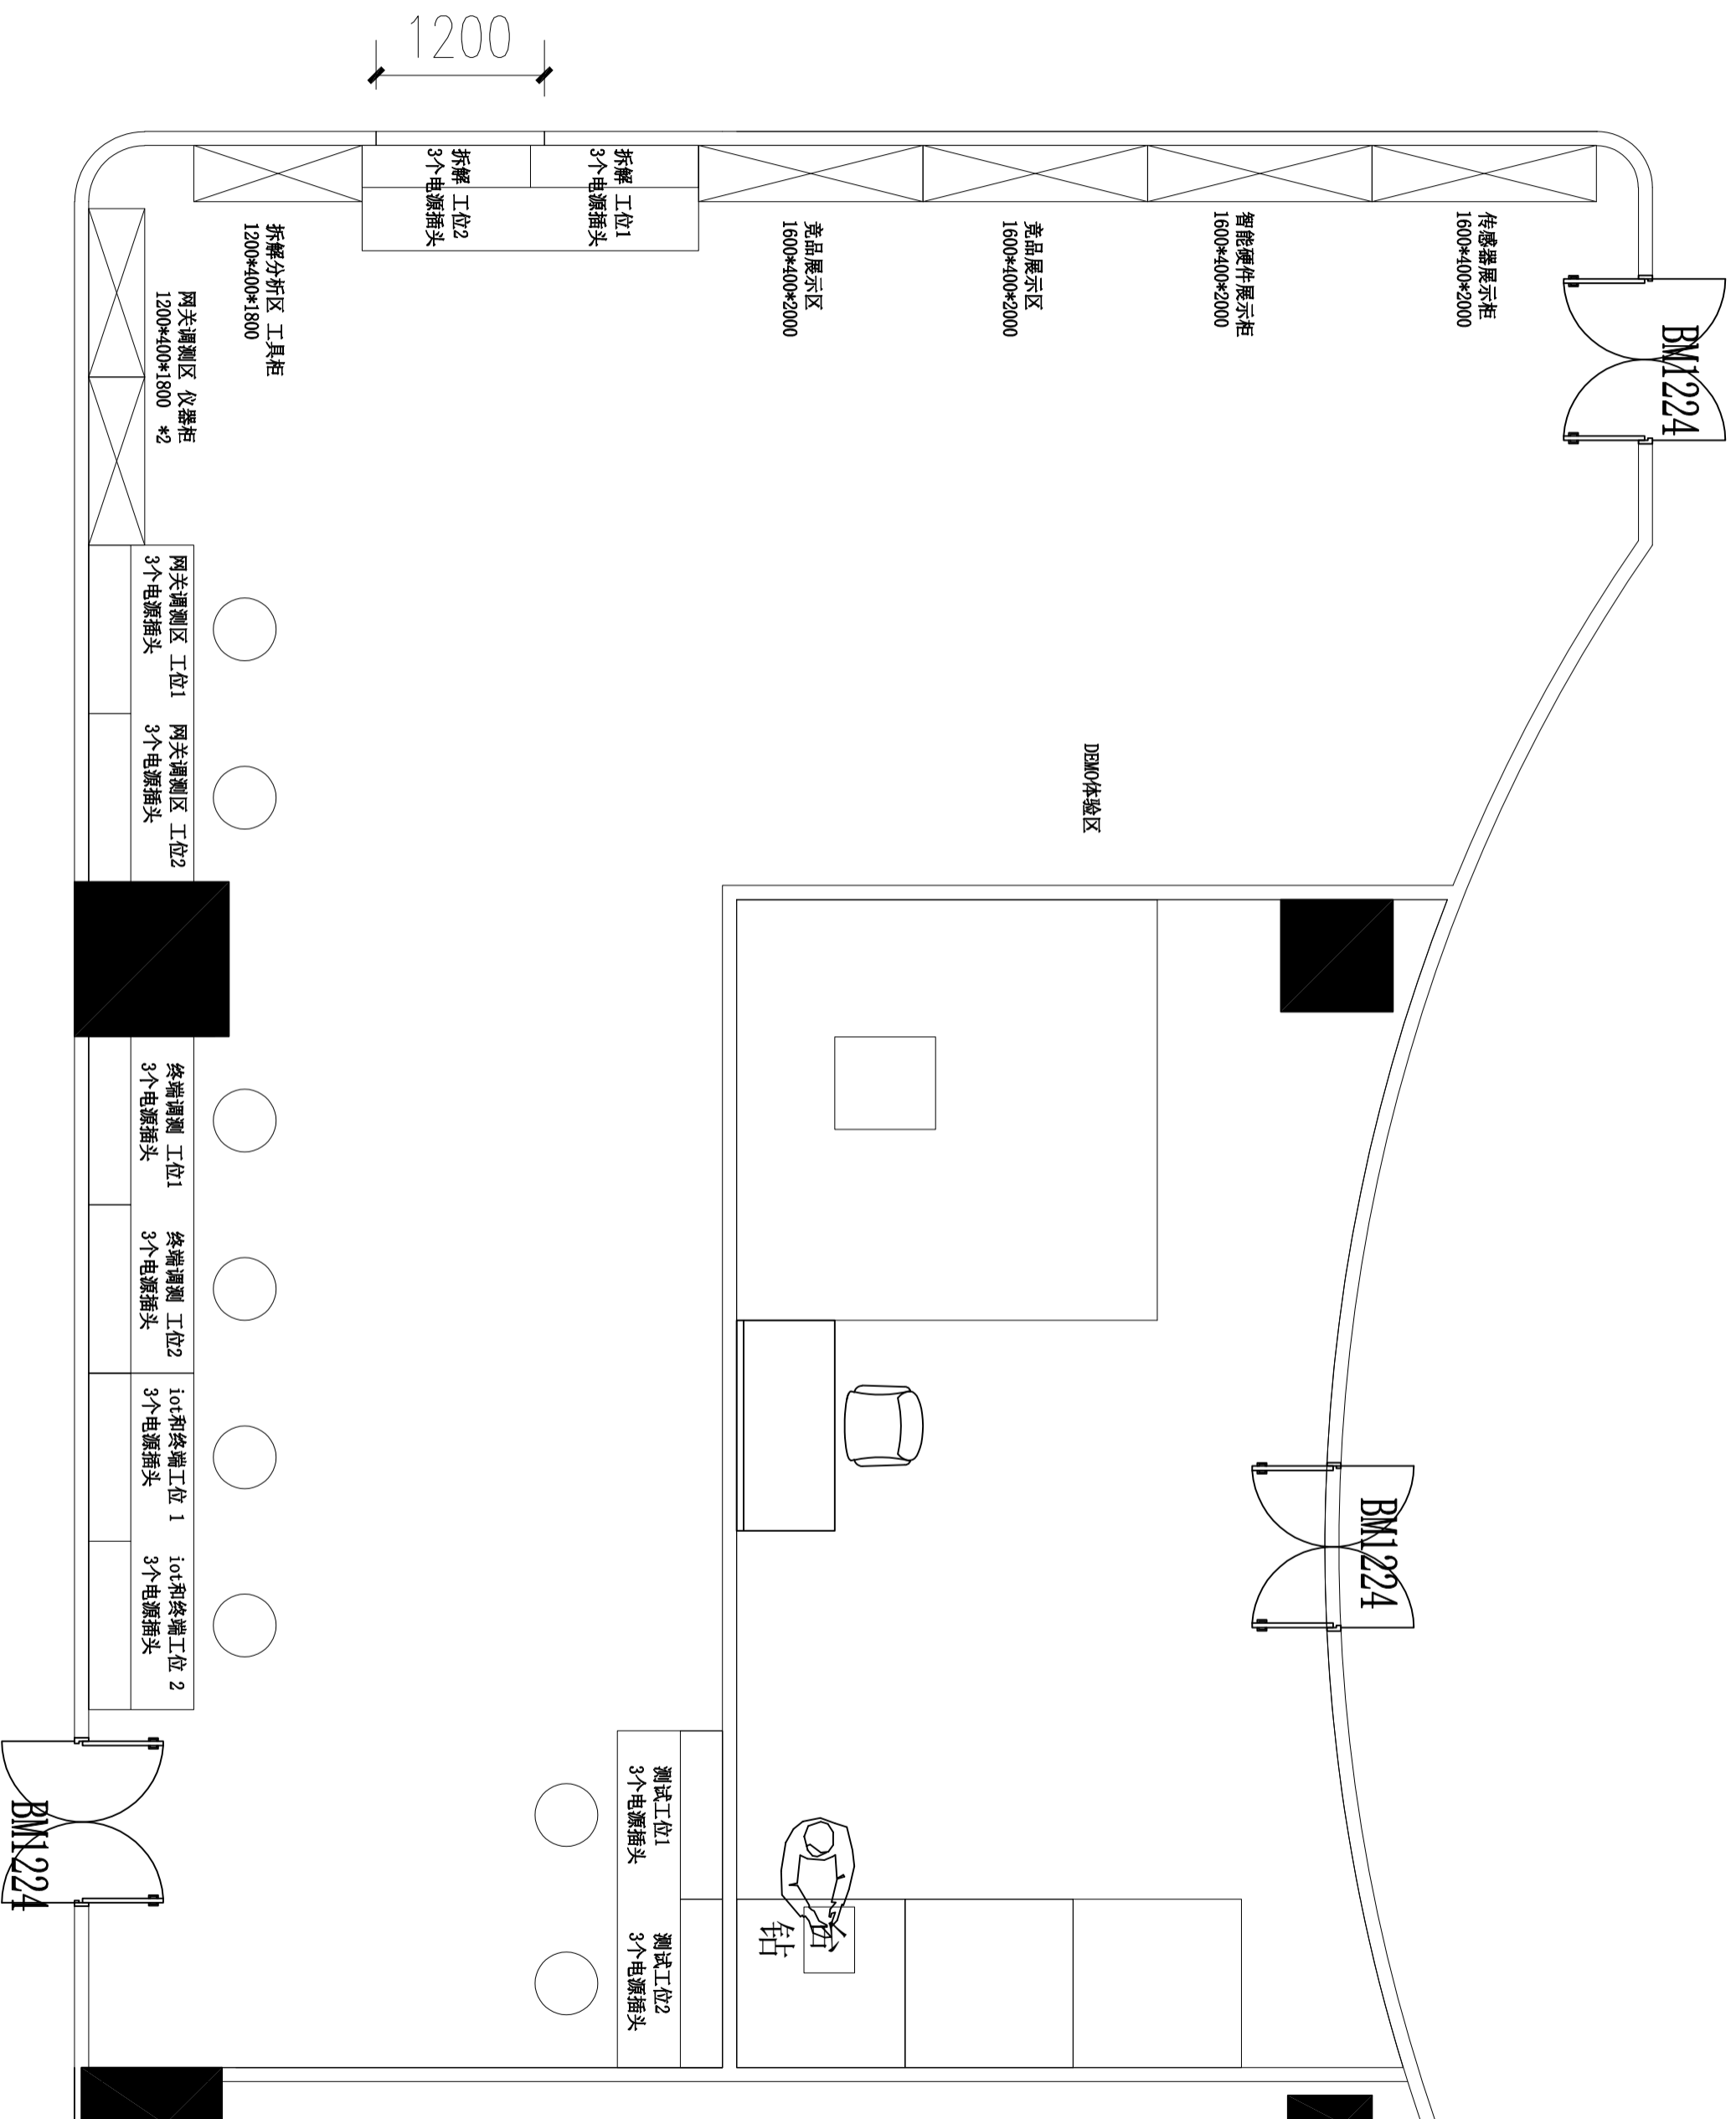 1200
拆解 工位2
3个电源插头
拆解 工位1
3个电源插头
竞品展示区
1600*400*2000
竞品展示区
1600*400*2000
智能硬件展示柜
1600*400*2000
传感器展示柜
1600*400*2000
BM1224
拆解分析区 工具柜
1200*400*1800
网关调测区 仪器柜
1200*400*1800 *2
网关调测区 工位1
3个电源插头
网关调测区 工位2
3个电源插头
DEMO体验区
终端调测 工位1
3个电源插头
终端调测 工位2
3个电源插头
iot和终端工位 1
3个电源插头
iot和终端工位 2
3个电源插头
BM1224
测试工位1
3个电源插头
测试工位2
3个电源插头
台
钻
BM1224